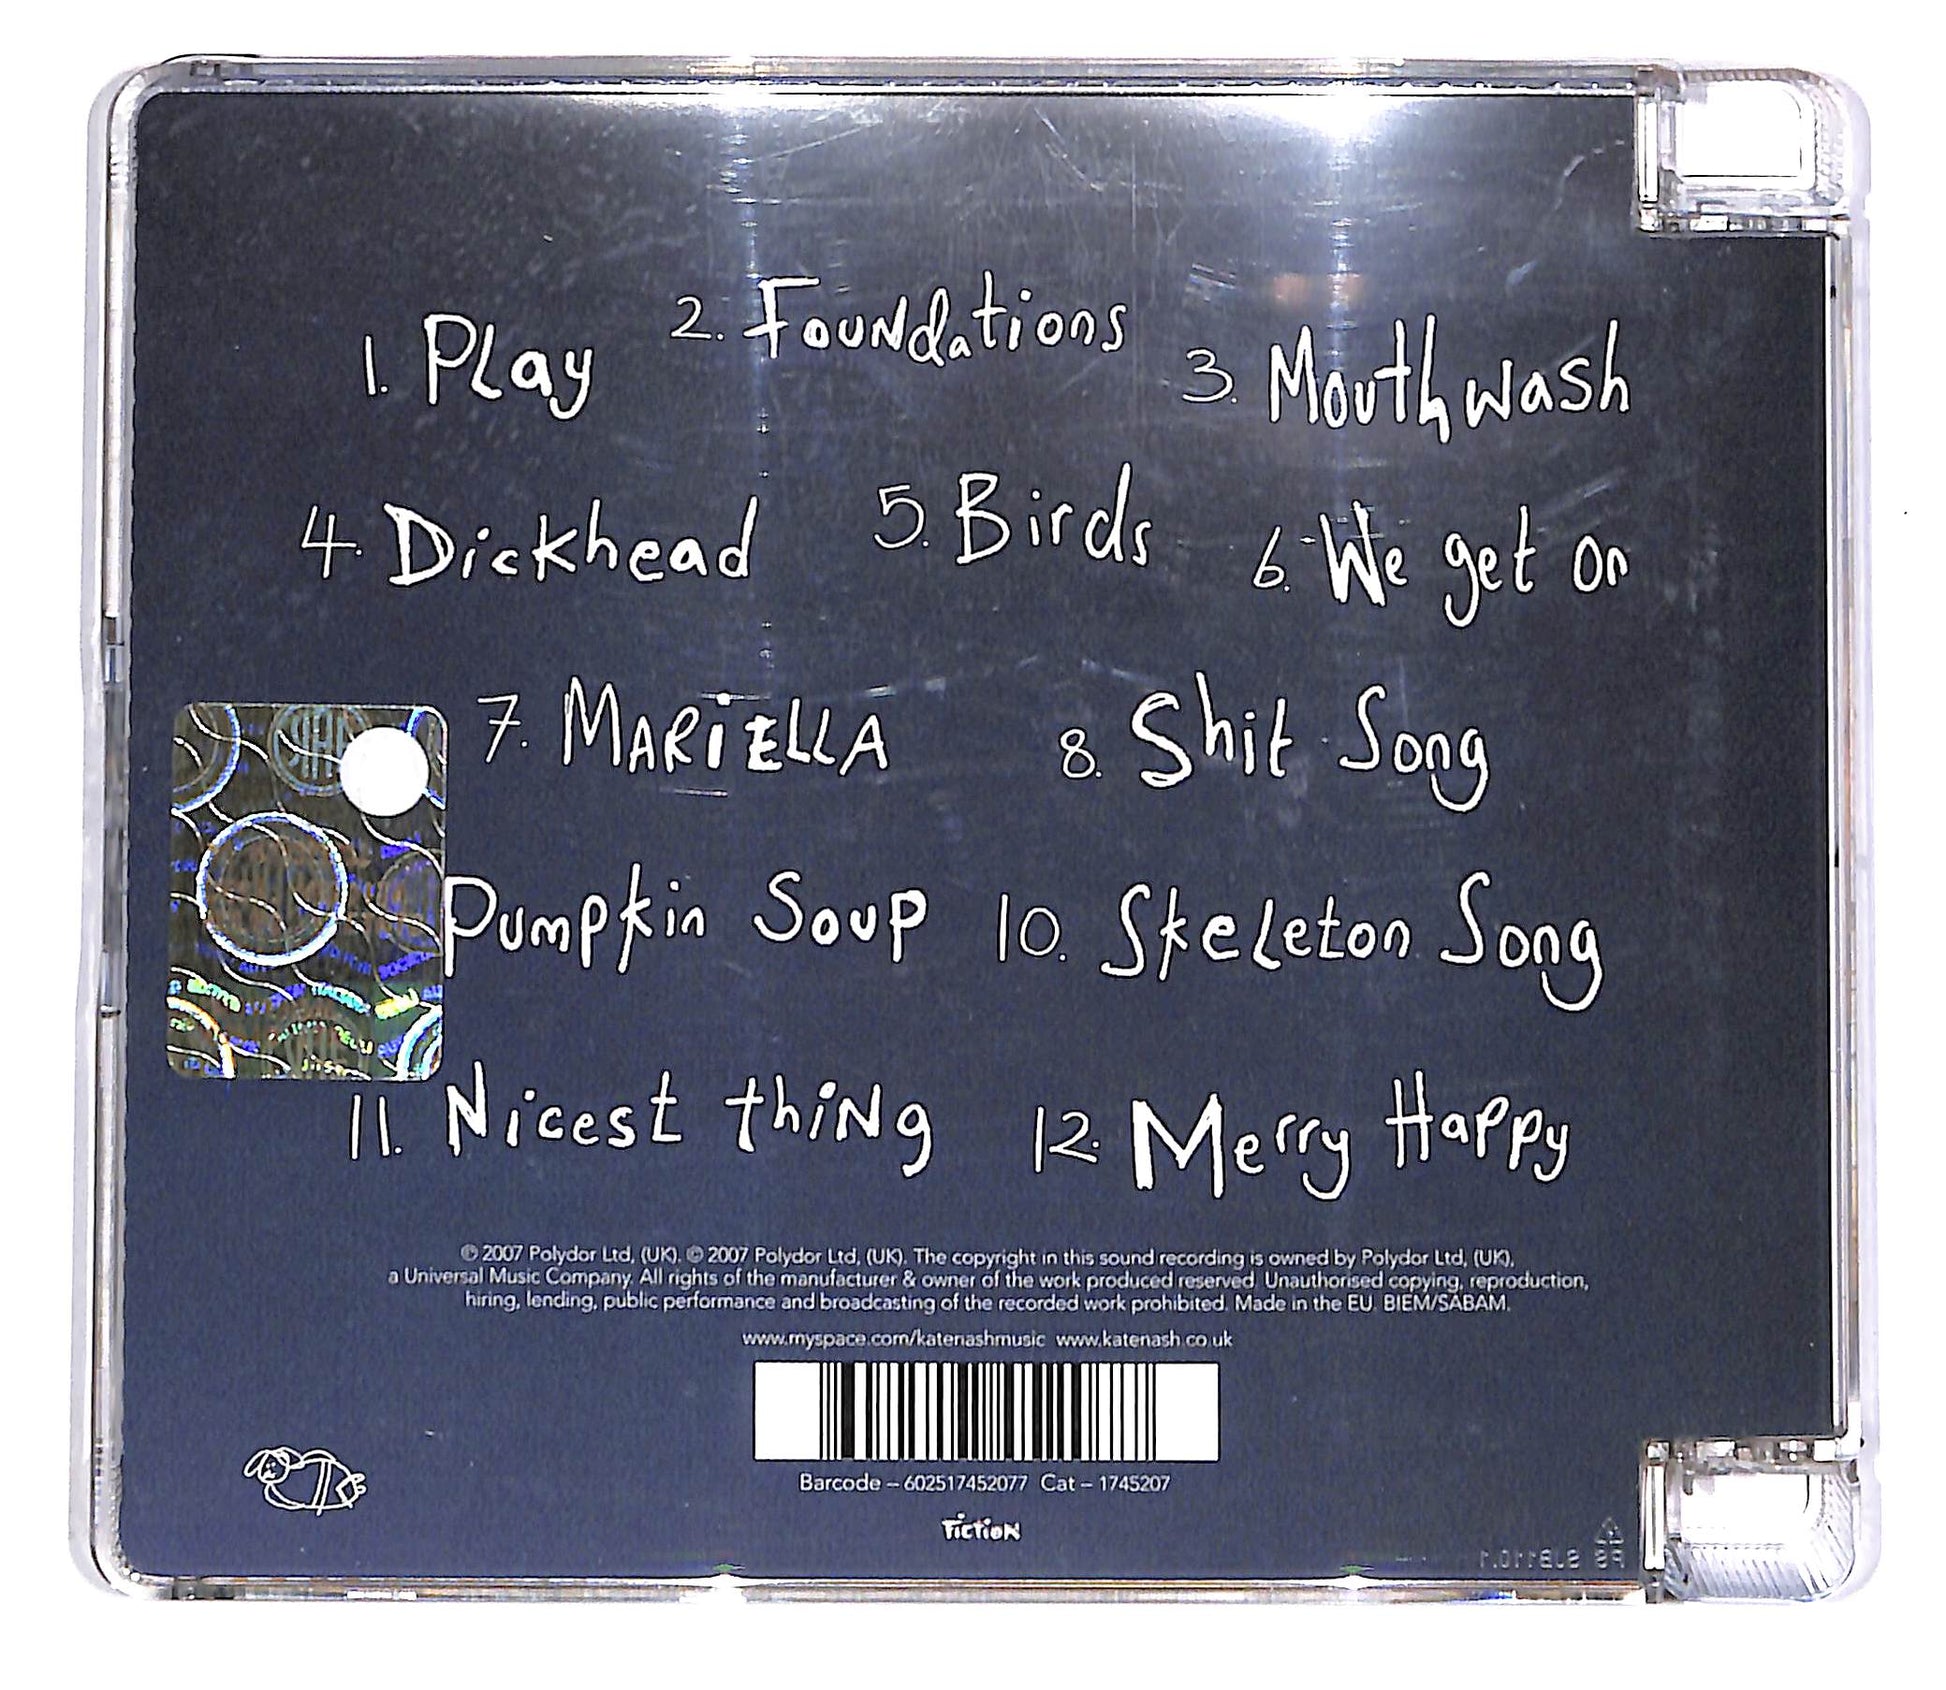 1. Play 2. Foundations 3. Mouthwash
4. Dickhead 5. Birds 6. We get on
7. MARiELLA 8. Shit Song
Pumpkin Soup 10. Skeleton Song
11. Nicest thiNg 12. Merry Happy
℗ 2007 Polydor Ltd, (UK). © 2007 Polydor Ltd, (UK). The copyright in this sound recording is owned by Polydor Ltd, (UK),
a Universal Music Company. All rights of the manufacturer & owner of the work produced reserved. Unauthorised copying, reproduction,
hiring, lending, public performance and broadcasting of the recorded work prohibited. Made in the EU. BIEM/SABAM.
www.myspace.com/katenashmusic www.katenash.co.uk
Barcode – 602517452077 Cat – 1745207
FictioN